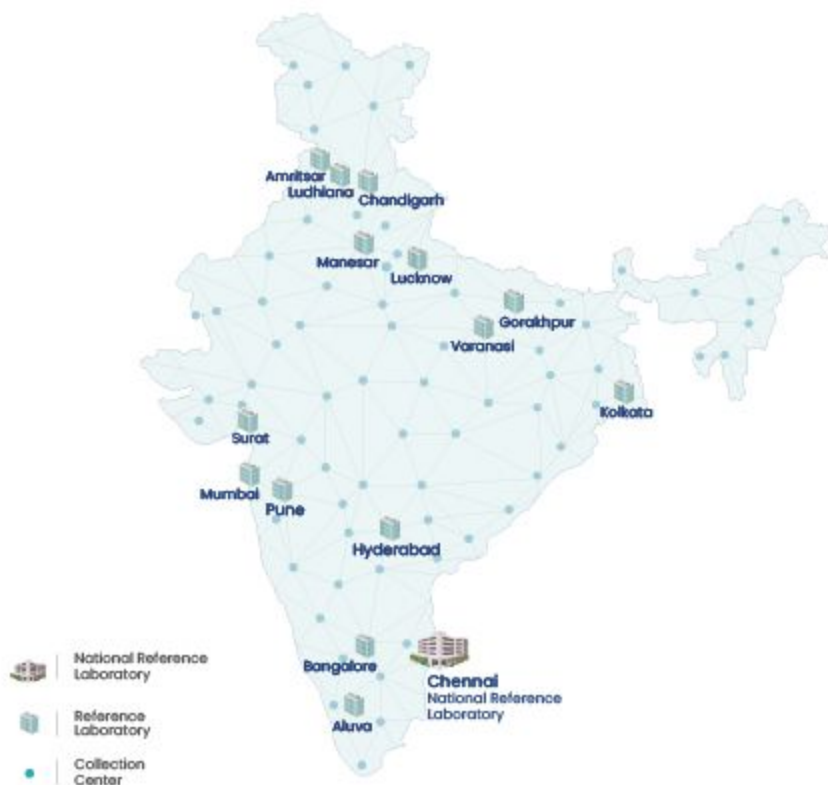 Amritsar
Ludhiana
Chandigarh
Manesar
Lucknow
Gorakhpur
Varanasi
Kolkata
Surat
Mumbai
Pune
Hyderabad
Bangalore
Chennai
National Reference
Laboratory
Aluva
National Reference
Laboratory
Reference
Laboratory
Collection
Center